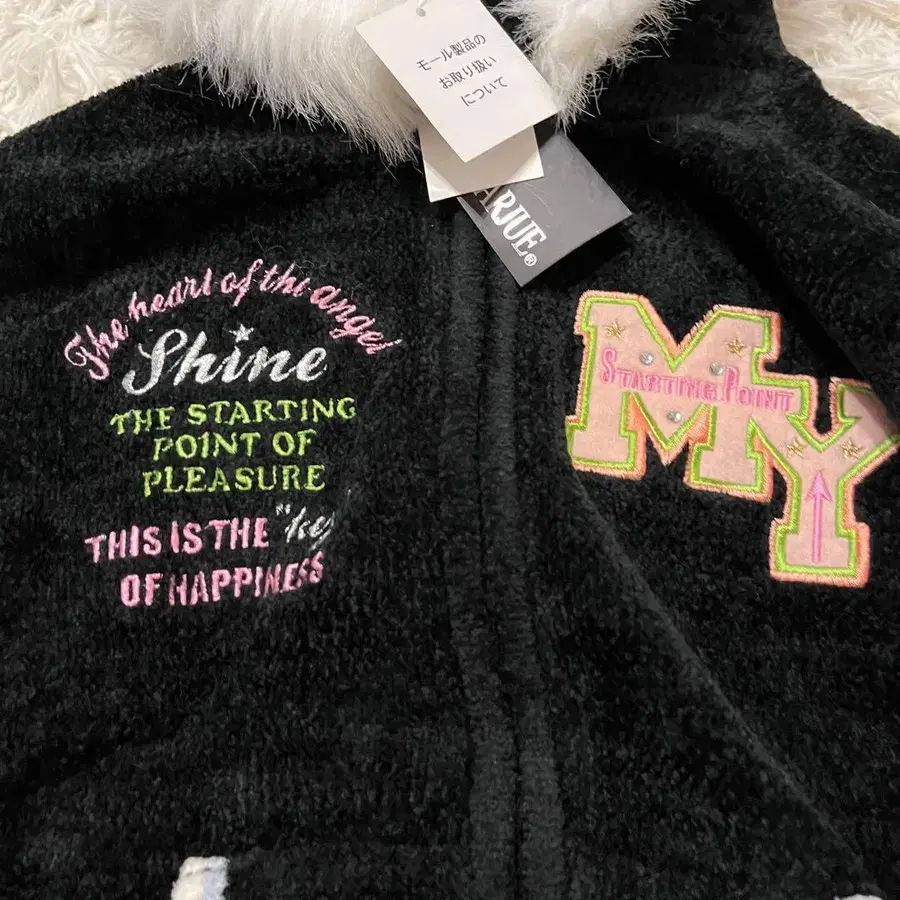 モール製品の
お取り扱い
について
ARJUE®
The heart of the angel
Shine
THE STARTING
POINT OF
PLEASURE
THIS IS THE "key
OF HAPPINESS
MY
STARTING POINT